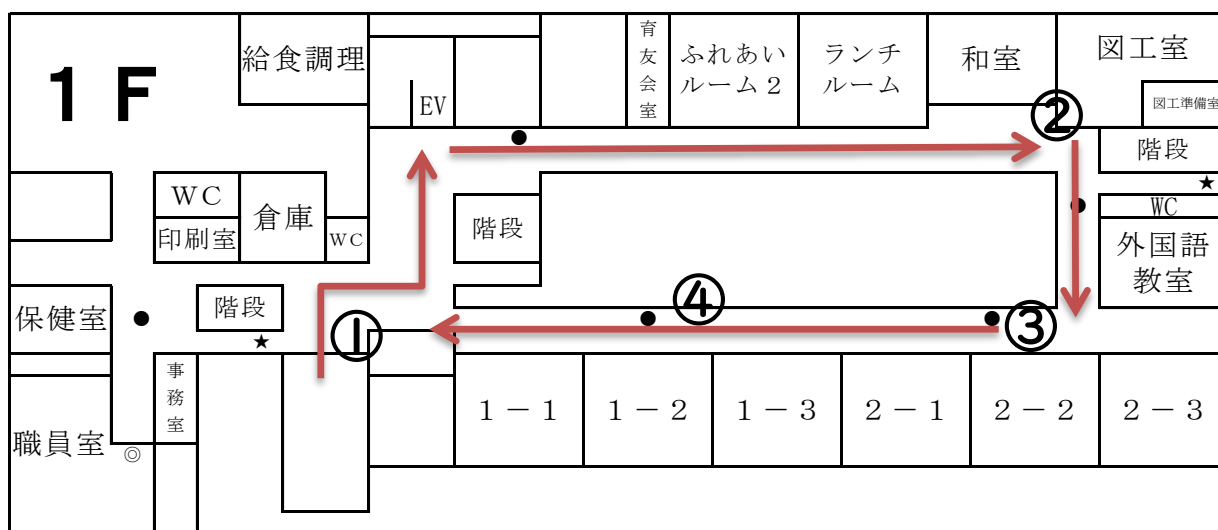 1F
給食調理
EV
育友会室
ふれあい
ルーム2
ランチ
ルーム
和室
図工室
図工準備室
②
階段
★
WC
外国語
教室
WC
印刷室
倉庫
WC
階段
保健室
●
階段
★
①
●
●
④
●
●
③
事務室
職員室
◎
1-1
1-2
1-3
2-1
2-2
2-3